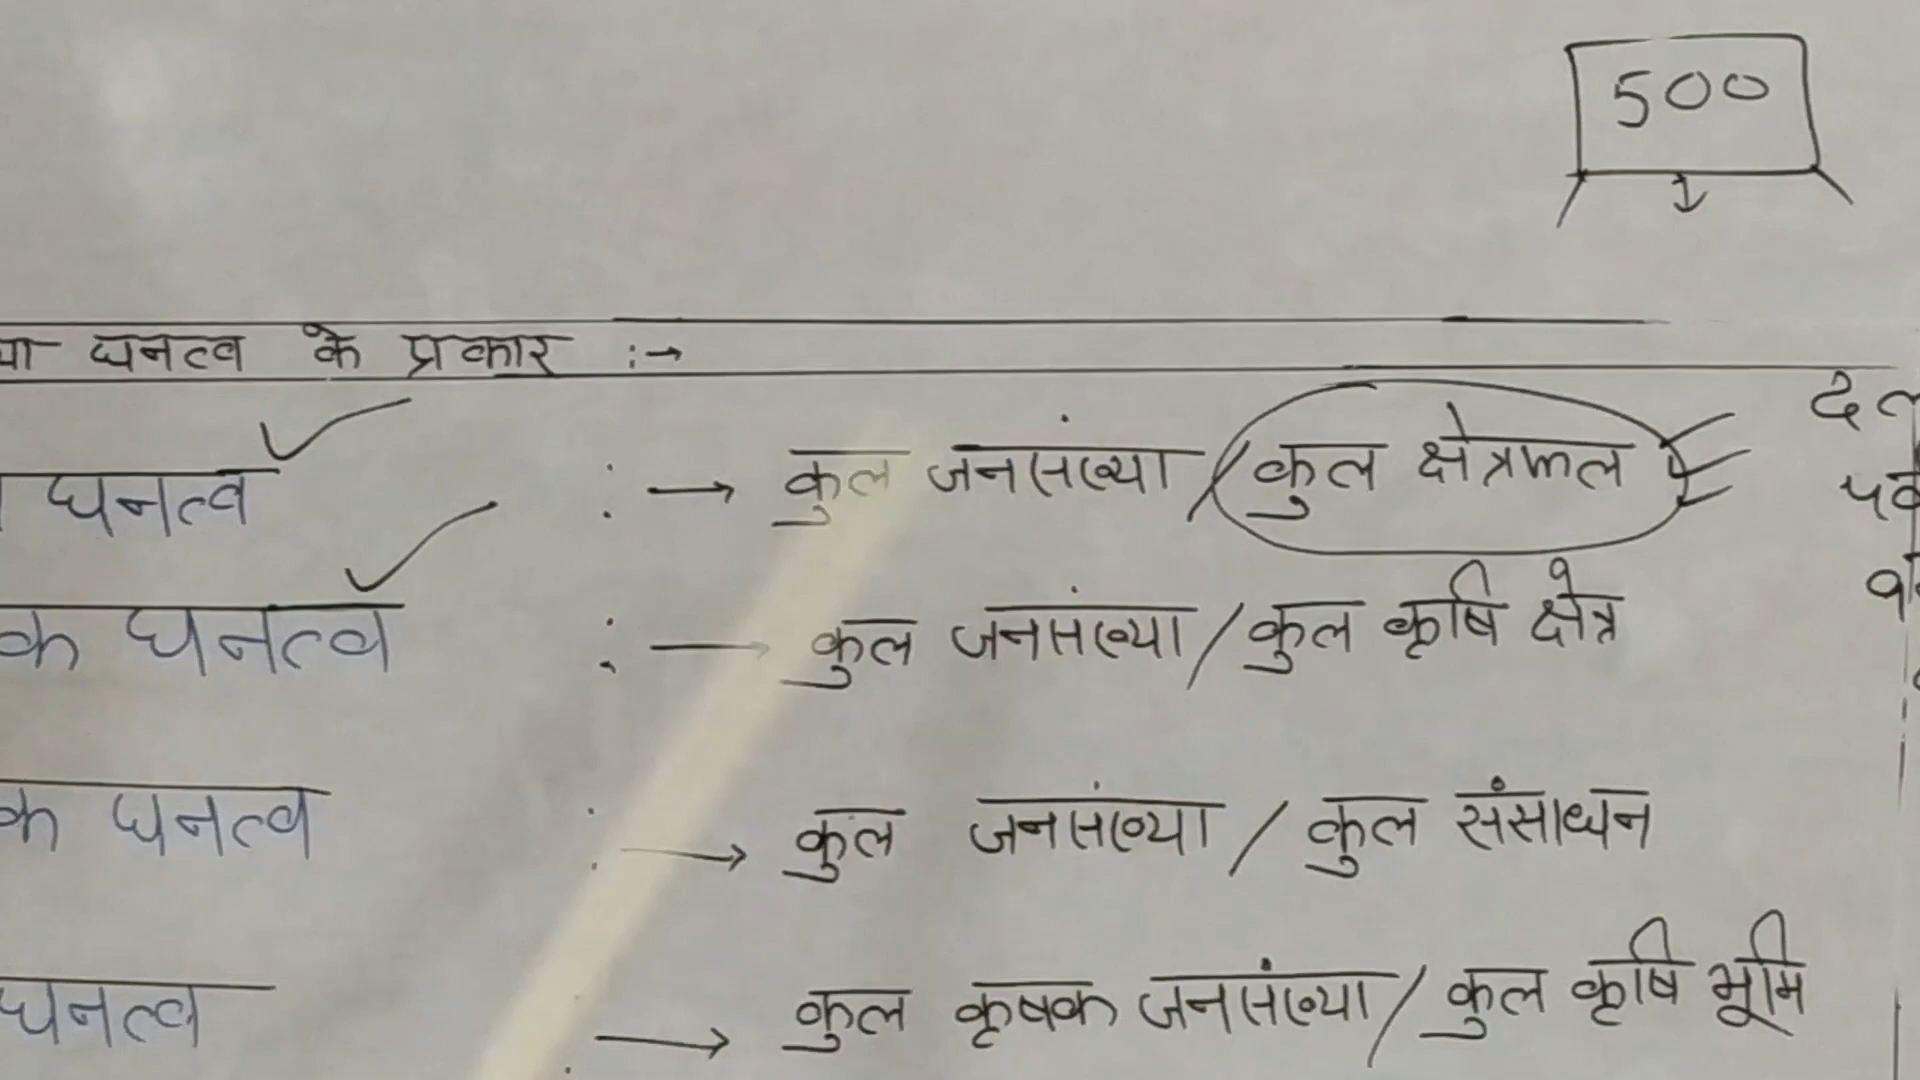 500
घनत्व के प्रकार :→
घनत्व : → कुल जनसंख्या / कुल क्षेत्रफल
क घनत्व : → कुल जनसंख्या / कुल कृषि क्षेत्र
क घनत्व : → कुल जनसंख्या / कुल संसाधन
घनत्व : → कुल कृषक जनसंख्या / कुल कृषि भूमि